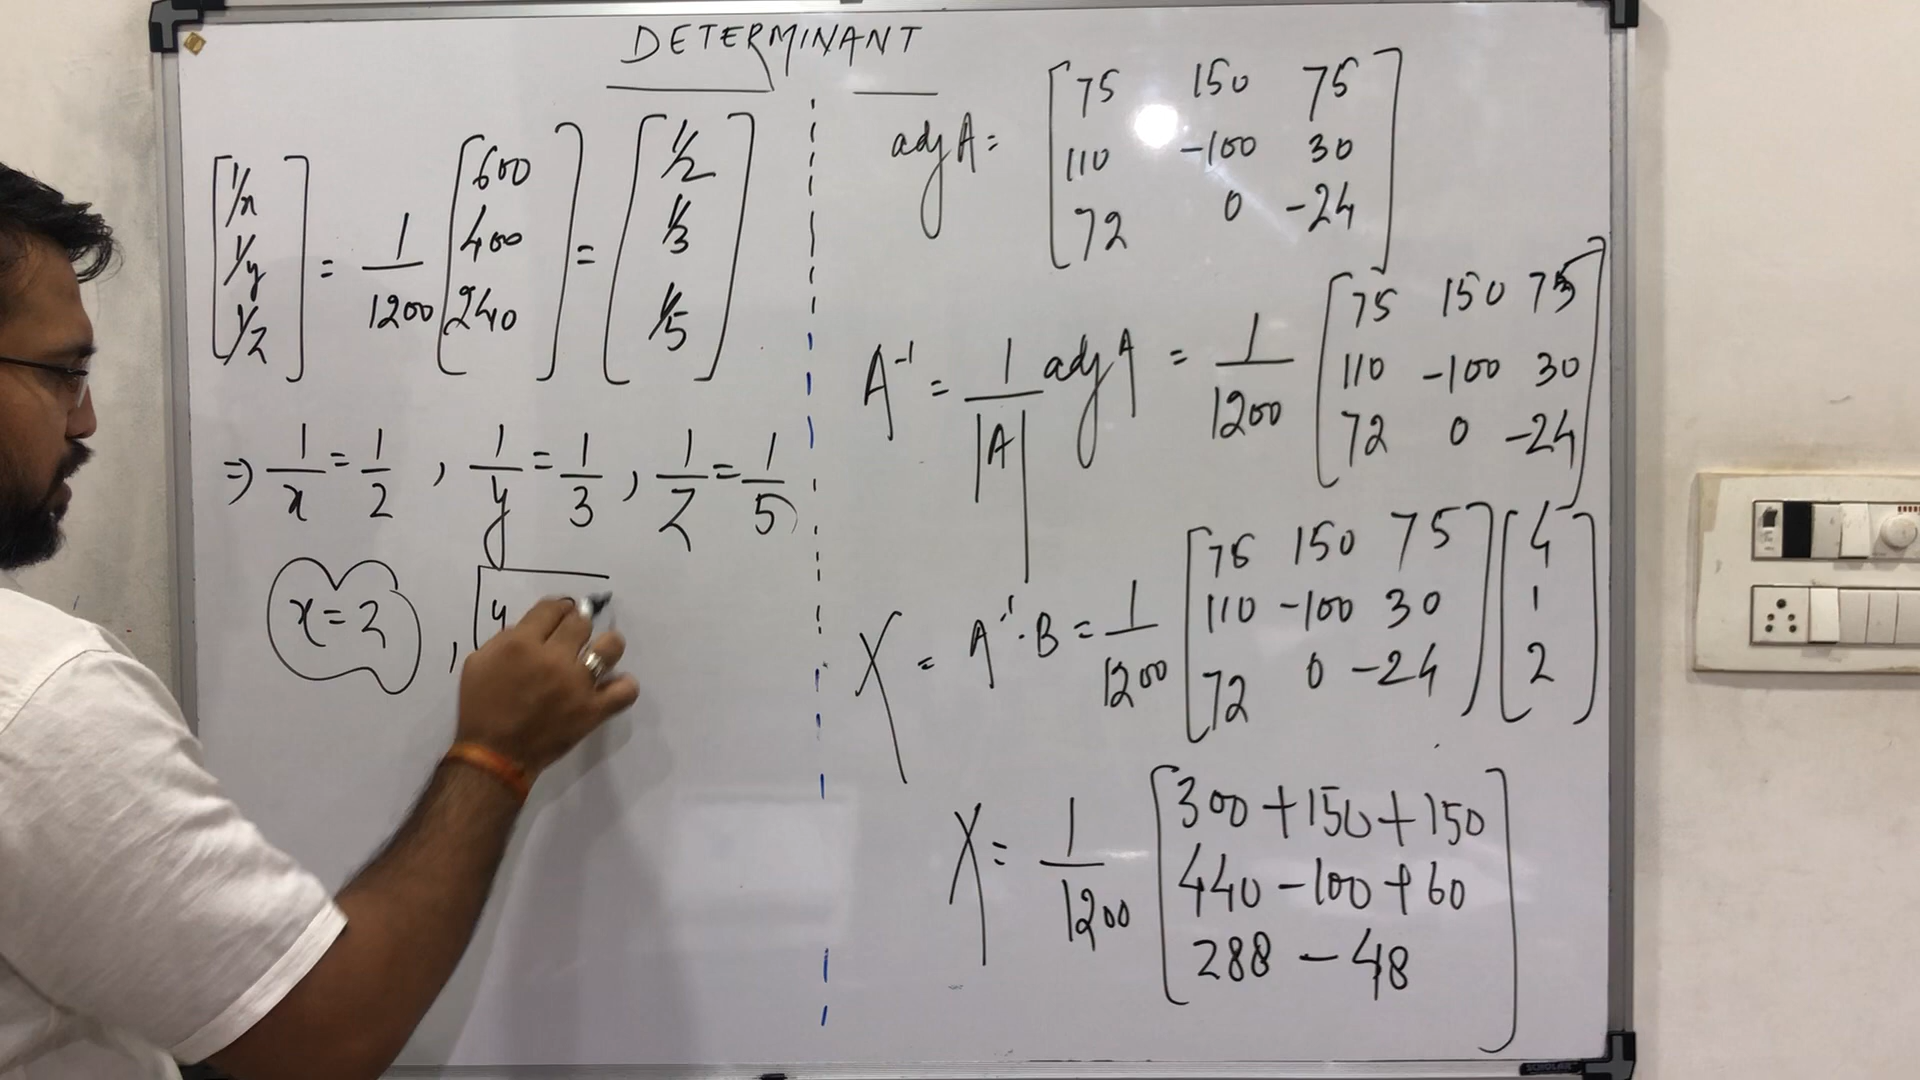 DETERMINANT
[1/x 1/y 1/z] = 1/1200 [600 400 240] = [1/2 1/3 1/5]
⇒ 1/x = 1/2 , 1/y = 1/3 , 1/z = 1/5
x = 2 , y
adj A = [75 150 75
110 -100 30
72 0 -24]
A⁻¹ = 1/|A| adj A = 1/1200 [75 150 75
110 -100 30
72 0 -24]
X = A⁻¹·B = 1/1200 [75 150 75
110 -100 30
72 0 -24] [4 1 2]
X = 1/1200 [300 + 150 + 150
440 - 100 + 60
288 - 48]